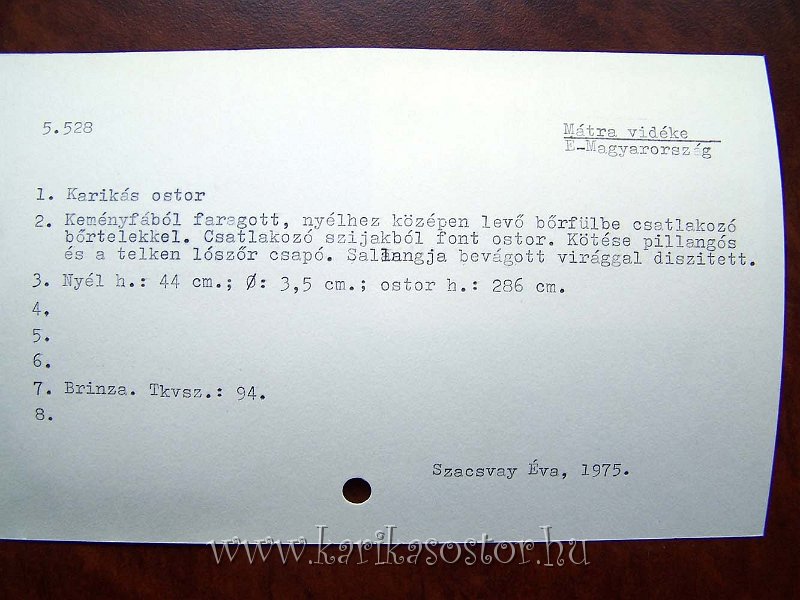 5.528
Mátra vidéke
É-Magyarország
1. Karikás ostor
2. Keményfából faragott, nyélhez középen levő bőrfülbe csatlakozó
bőrtelekkel. Csatlakozó szijakból font ostor. Kötése pillangós
és a telken lószőr csapó. Sallangja bevágott virággal diszitett.
3. Nyél h.: 44 cm.; Ø: 3,5 cm.; ostor h.: 286 cm.
4.
5.
6.
7. Brinza. Tkvsz.: 94.
8.
Szacsvay Éva, 1975.
www.karikasostor.hu